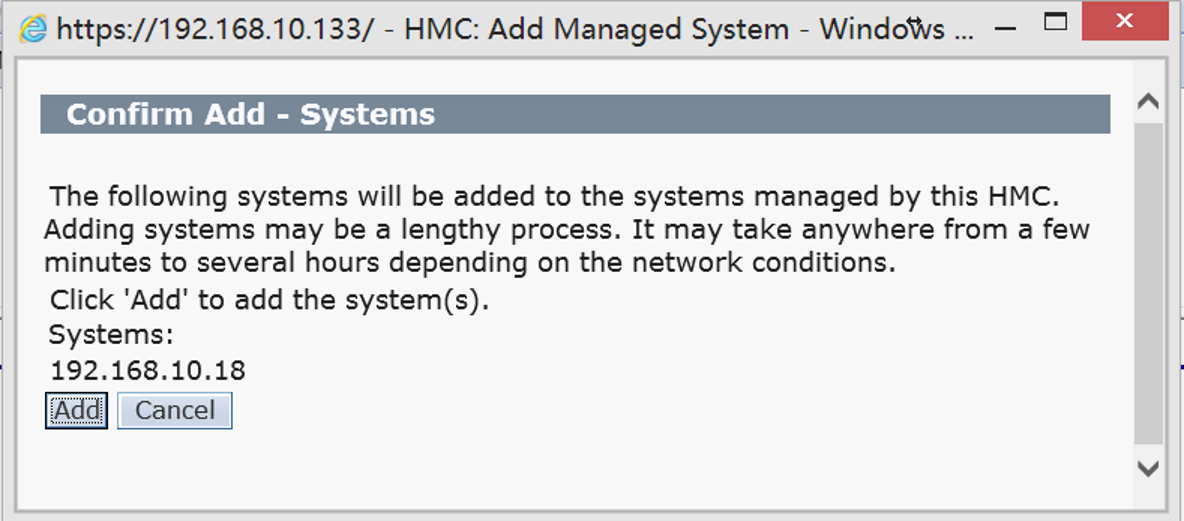 https://192.168.10.133/ - HMC: Add Managed System - Windows ...
Confirm Add - Systems
The following systems will be added to the systems managed by this HMC.
Adding systems may be a lengthy process. It may take anywhere from a few
minutes to several hours depending on the network conditions.
Click 'Add' to add the system(s).
Systems:
192.168.10.18
Add Cancel